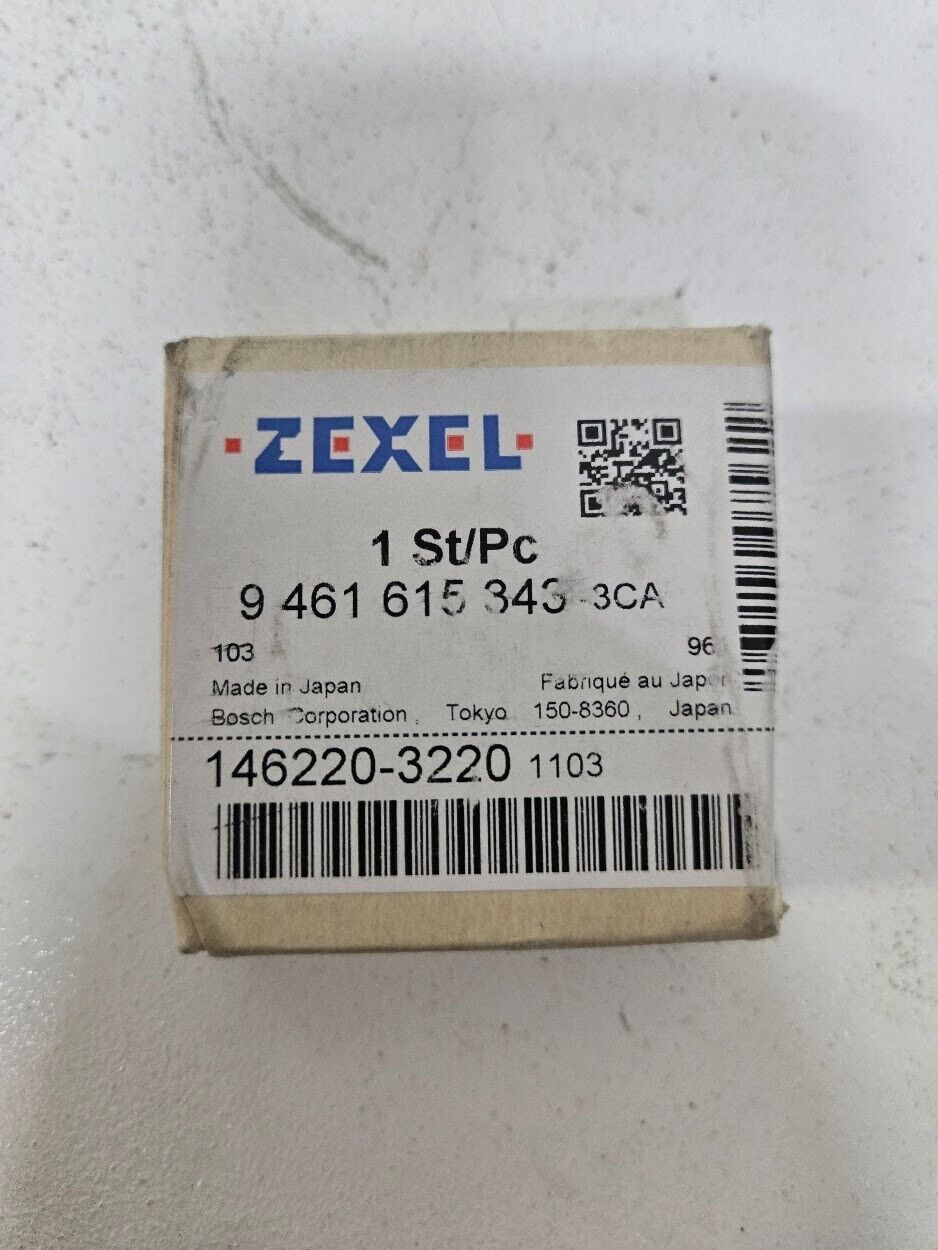 ZEXEL
1 St/Pc
9 461 615 343 -3CA
103 96
Made in Japan Fabriqué au Japon
Bosch Corporation, Tokyo 150-8360, Japan
146220-3220 1103